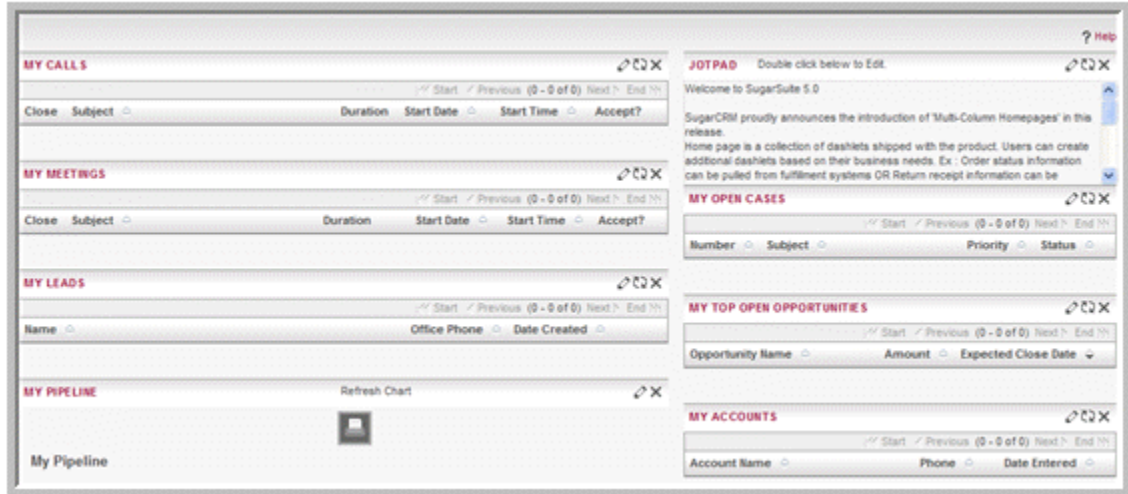 ? Help
MY CALLS
Start Previous (0 - 0 of 0) Next End
Close Subject Duration Start Date Start Time Accept?
MY MEETINGS
Start Previous (0 - 0 of 0) Next End
Close Subject Duration Start Date Start Time Accept?
MY LEADS
Start Previous (0 - 0 of 0) Next End
Name Office Phone Date Created
MY PIPELINE Refresh Chart
My Pipeline
JOTPAD Double click below to Edit.
Welcome to SugarSuite 5.0
SugarCRM proudly announces the introduction of 'Multi-Column Homepages' in this
release.
Home page is a collection of dashlets shipped with the product. Users can create
additional dashlets based on their business needs. Ex : Order status information
can be pulled from fulfillment systems OR Return receipt information can be
MY OPEN CASES
Start Previous (0 - 0 of 0) Next End
Number Subject Priority Status
MY TOP OPEN OPPORTUNITIES
Start Previous (0 - 0 of 0) Next End
Opportunity Name Amount Expected Close Date
MY ACCOUNTS
Start Previous (0 - 0 of 0) Next End
Account Name Phone Date Entered